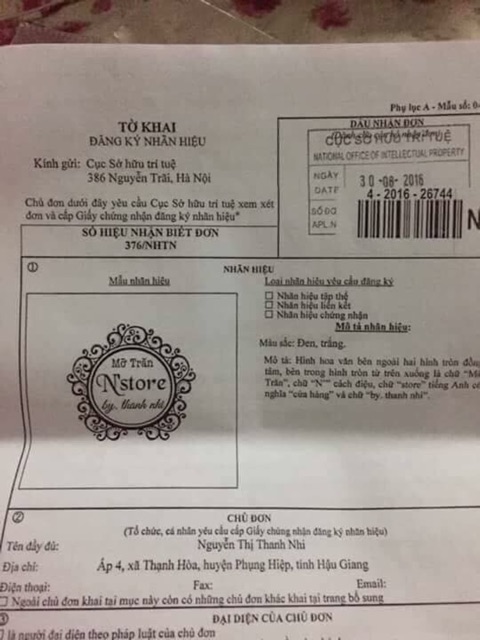 Phụ lục A - Mẫu số:
TỜ KHAI
ĐĂNG KÝ NHÃN HIỆU
Kính gửi: Cục Sở hữu trí tuệ
386 Nguyễn Trãi, Hà Nội
Chủ đơn dưới đây yêu cầu Cục Sở hữu trí tuệ xem xét
đơn và cấp Giấy chứng nhận đăng ký nhãn hiệu*
DẤU NHẬN ĐƠN
CỤC SỞ HỮU TRÍ TUỆ
NATIONAL OFFICE OF INTELLECTUAL PROPERTY
NGÀY
DATE
30-08-2016
4-2016-26744
SỐ ĐƠ
APL.N
N
SỐ HIỆU NHẬN BIẾT ĐƠN
376/NHTN
① NHÃN HIỆU
Mẫu nhãn hiệu
Mỡ Trăn
N'store
by. thanh nhi
Loại nhãn hiệu yêu cầu đăng ký
☐ Nhãn hiệu tập thể
☐ Nhãn hiệu liên kết
☐ Nhãn hiệu chứng nhận
Mô tả nhãn hiệu:
Màu sắc: Đen, trắng.
Mô tả: Hình hoa văn bên ngoài hai hình tròn đồng
tâm, bên trong hình tròn từ trên xuống là chữ "Mỡ
Trăn", chữ "N'" cách điệu, chữ "store" tiếng Anh có
nghĩa "cửa hàng" và chữ "by. thanh nhi".
② CHỦ ĐƠN
(Tổ chức, cá nhân yêu cầu cấp Giấy chứng nhận đăng ký nhãn hiệu)
Tên đầy đủ: Nguyễn Thị Thanh Nhi
Địa chỉ: Ấp 4, xã Thạnh Hòa, huyện Phụng Hiệp, tỉnh Hậu Giang
Điện thoại: Fax: Email:
☐ Ngoài chủ đơn khai tại mục này còn có những chủ đơn khác khai tại trang bổ sung
③ ĐẠI DIỆN CỦA CHỦ ĐƠN
là người đại diện theo pháp luật của chủ đơn